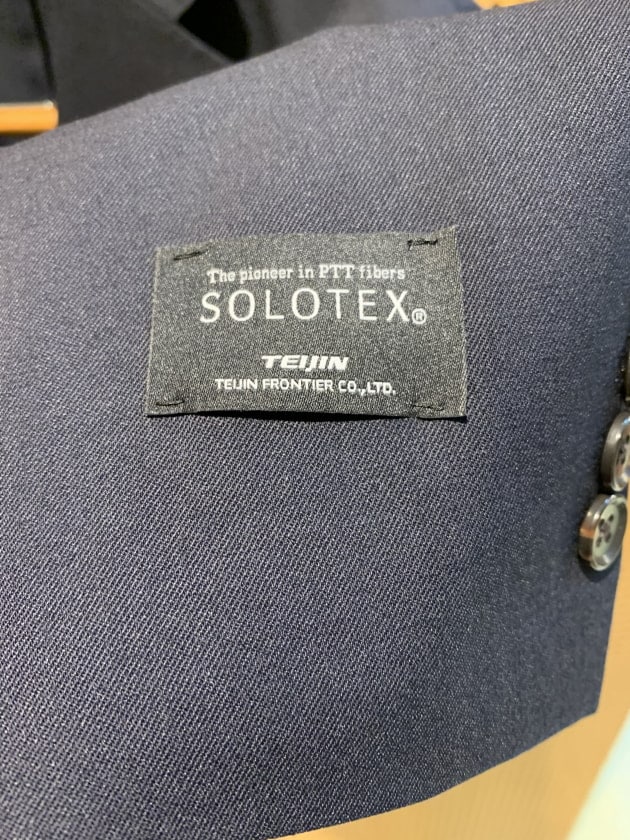 The pioneer in PTT fibers
SOLOTEX®
TEIJIN
TEIJIN FRONTIER CO.,LTD.